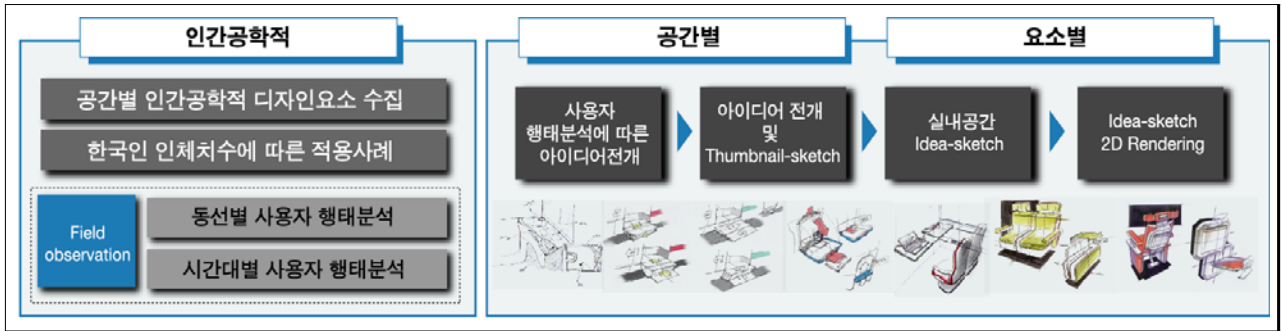 인간공학적
공간별 인간공학적 디자인요소 수집
한국인 인체치수에 따른 적용사례
Field
observation
동선별 사용자 행태분석
시간대별 사용자 행태분석
공간별
요소별
사용자
행태분석에 따른
아이디어전개
아이디어 전개
및
Thumbnail-sketch
실내공간
Idea-sketch
Idea-sketch
2D Rendering